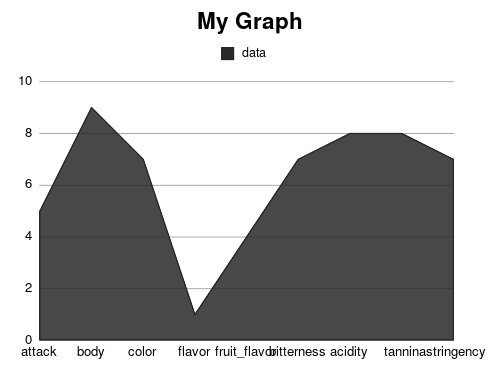 My Graph
data
10
8
6
4
2
0
attack body color flavor fruit_flavor bitterness acidity tannin astringency